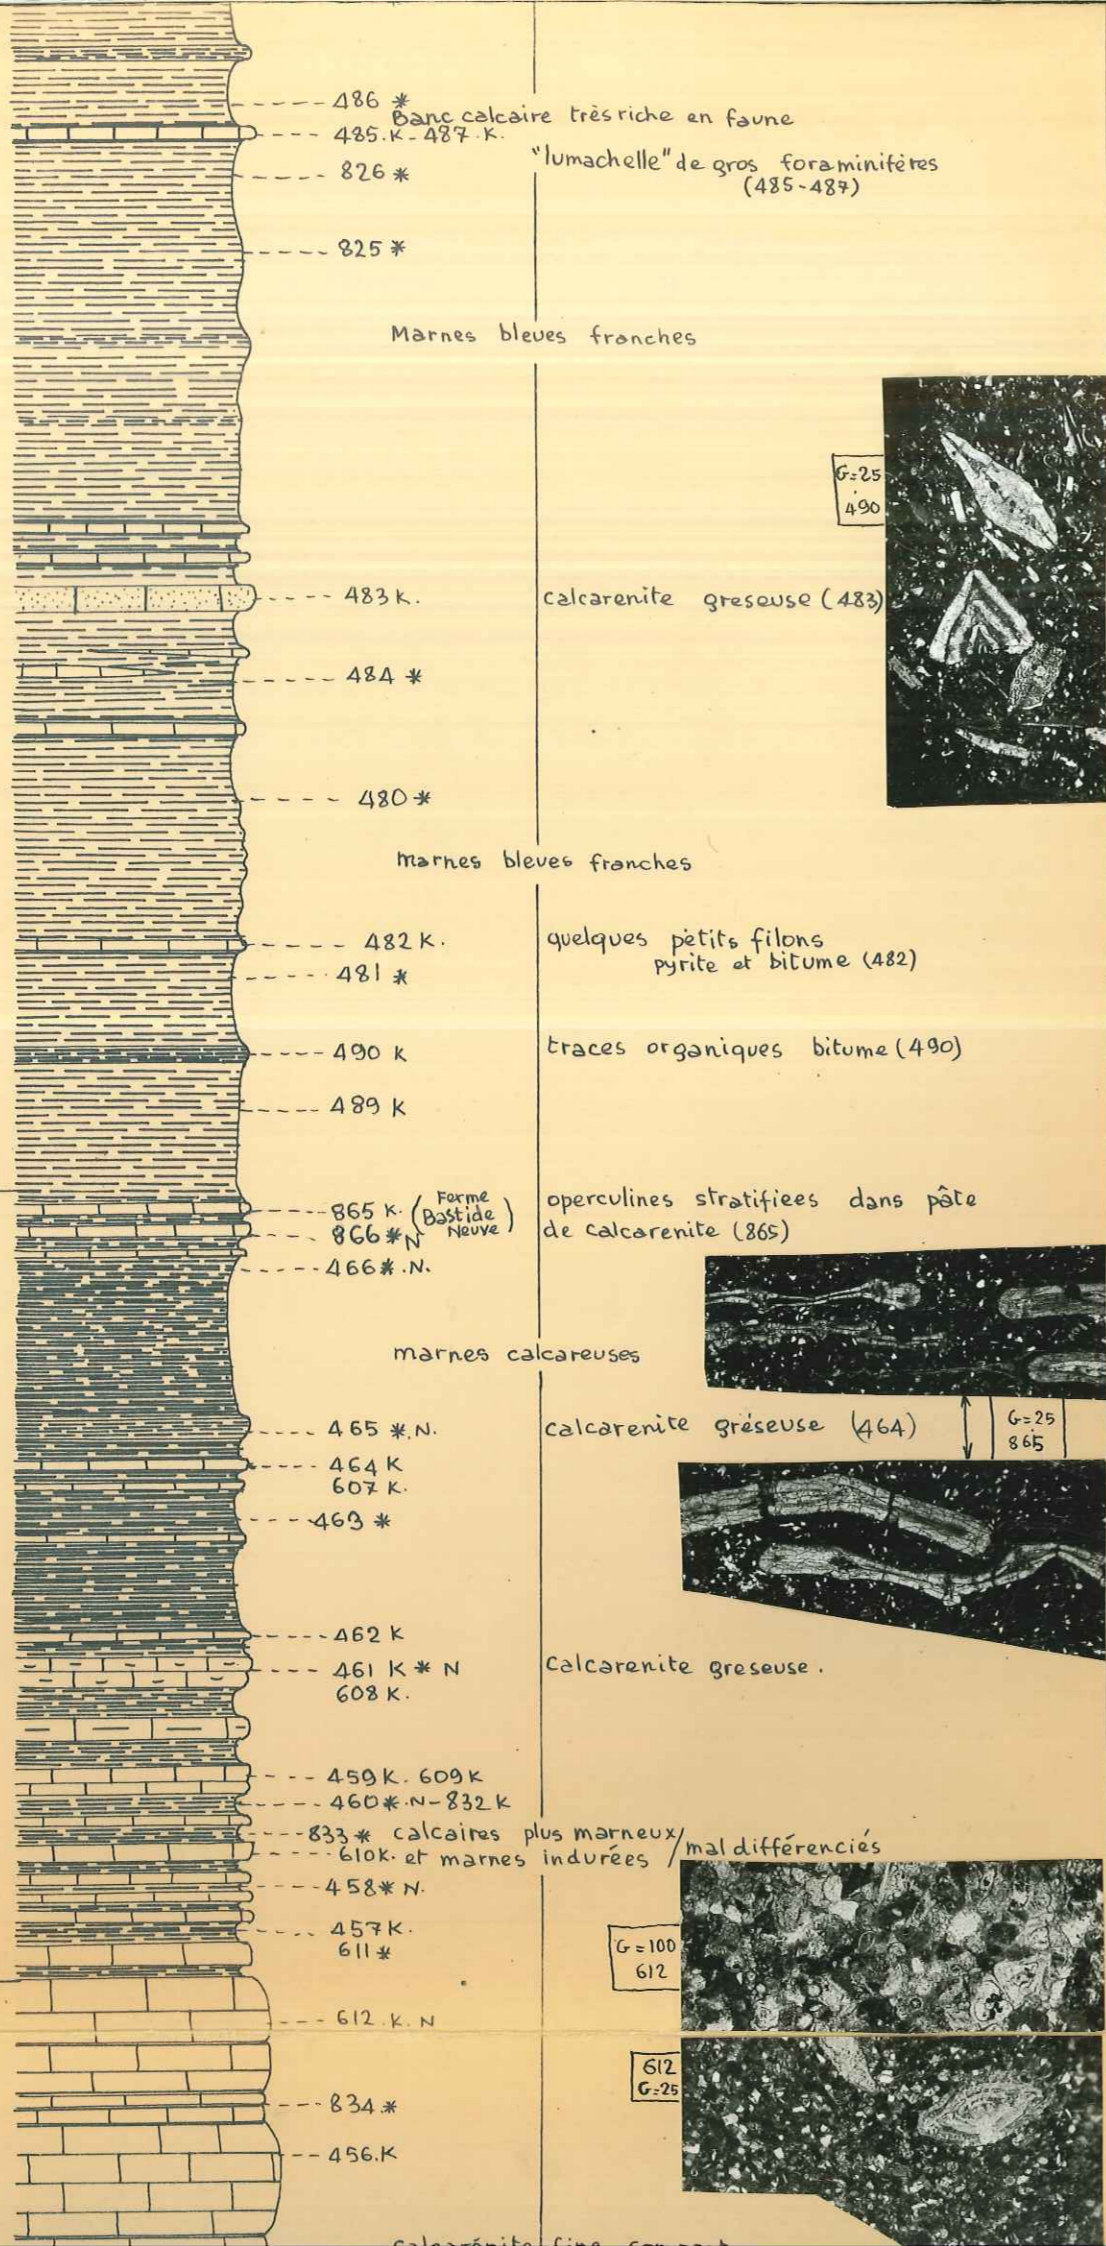 486 *
Banc calcaire très riche en faune
485.K - 487.K.
"lumachelle" de gros foraminiféres
(485-487)
826 *
825 *
Marnes bleues franches
G=25
490
483 K.
calcarenite greseuse (483)
484 *
480 *
marnes bleues franches
482 K.
quelques petits filons
pyrite et bitume (482)
481 *
490 K
traces organiques bitume (490)
489 K
865 K. (Ferme
Bastide
Neuve)
866 * N
operculines stratifiees dans pâte
de calcarenite (865)
466 * .N.
marnes calcareuses
465 *.N.
calcarenite gréseuse (464)
G=25
865
464 K
607 K.
463 *
462 K
461 K * N
calcarenite greseuse.
608 K.
459 K. 609 K
460 * .N - 832 K
833 * calcaires plus marneux/
610K. et marnes indurées / mal différenciés
458 * N.
457 K.
611 *
G = 100
612
612 .K. N
612
G=25
834.*
456.K
calcarénite fine